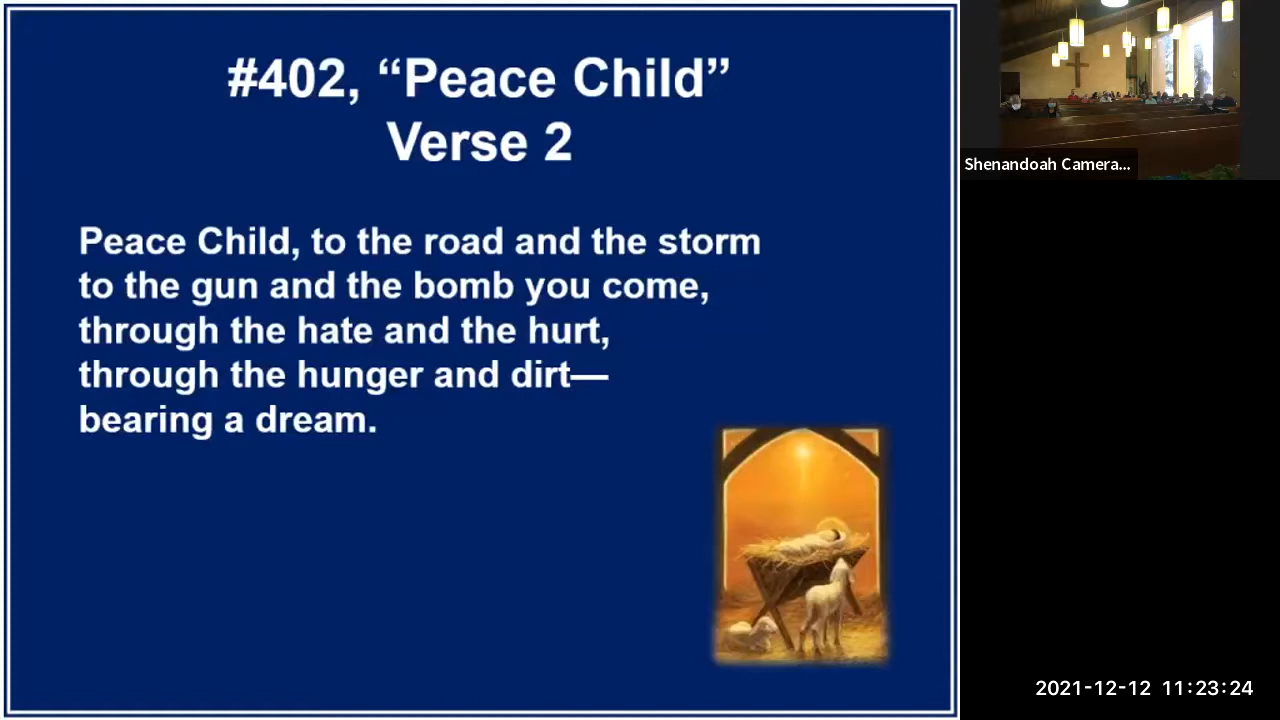 #402, “Peace Child”
Verse 2
Peace Child, to the road and the storm
to the gun and the bomb you come,
through the hate and the hurt,
through the hunger and dirt—
bearing a dream.
Shenandoah Camera...
2021-12-12 11:23:24